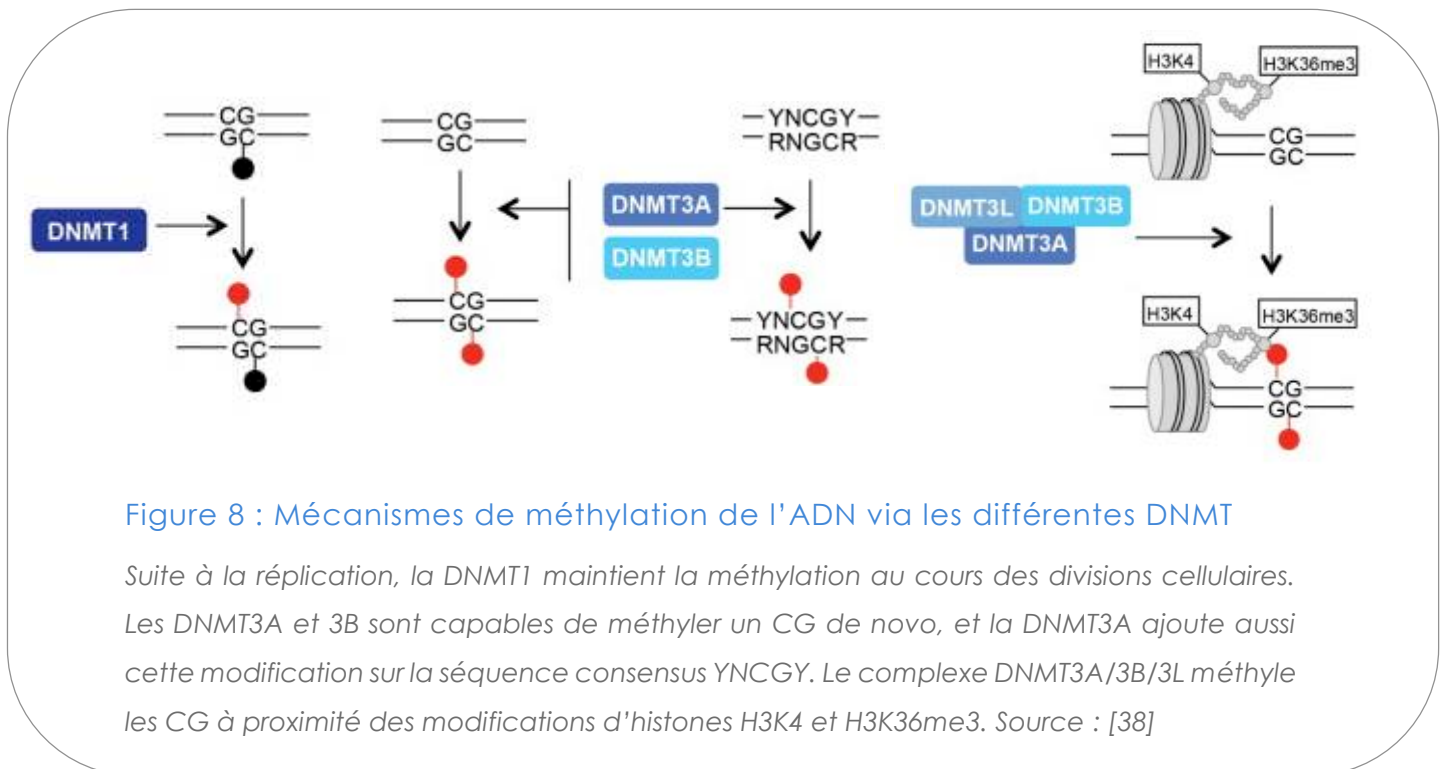 CG
GC
DNMT1
CG
GC
CG
GC
CG
GC
DNMT3A
DNMT3B
YNCGY
RNGCR
YNCGY
RNGCR
H3K4
H3K36me3
CG
GC
DNMT3L DNMT3B
DNMT3A
H3K4
H3K36me3
CG
GC
Figure 8 : Mécanismes de méthylation de l'ADN via les différentes DNMT
Suite à la réplication, la DNMT1 maintient la méthylation au cours des divisions cellulaires.
Les DNMT3A et 3B sont capables de méthyler un CG de novo, et la DNMT3A ajoute aussi
cette modification sur la séquence consensus YNCGY. Le complexe DNMT3A/3B/3L méthyle
les CG à proximité des modifications d'histones H3K4 et H3K36me3. Source : [38]